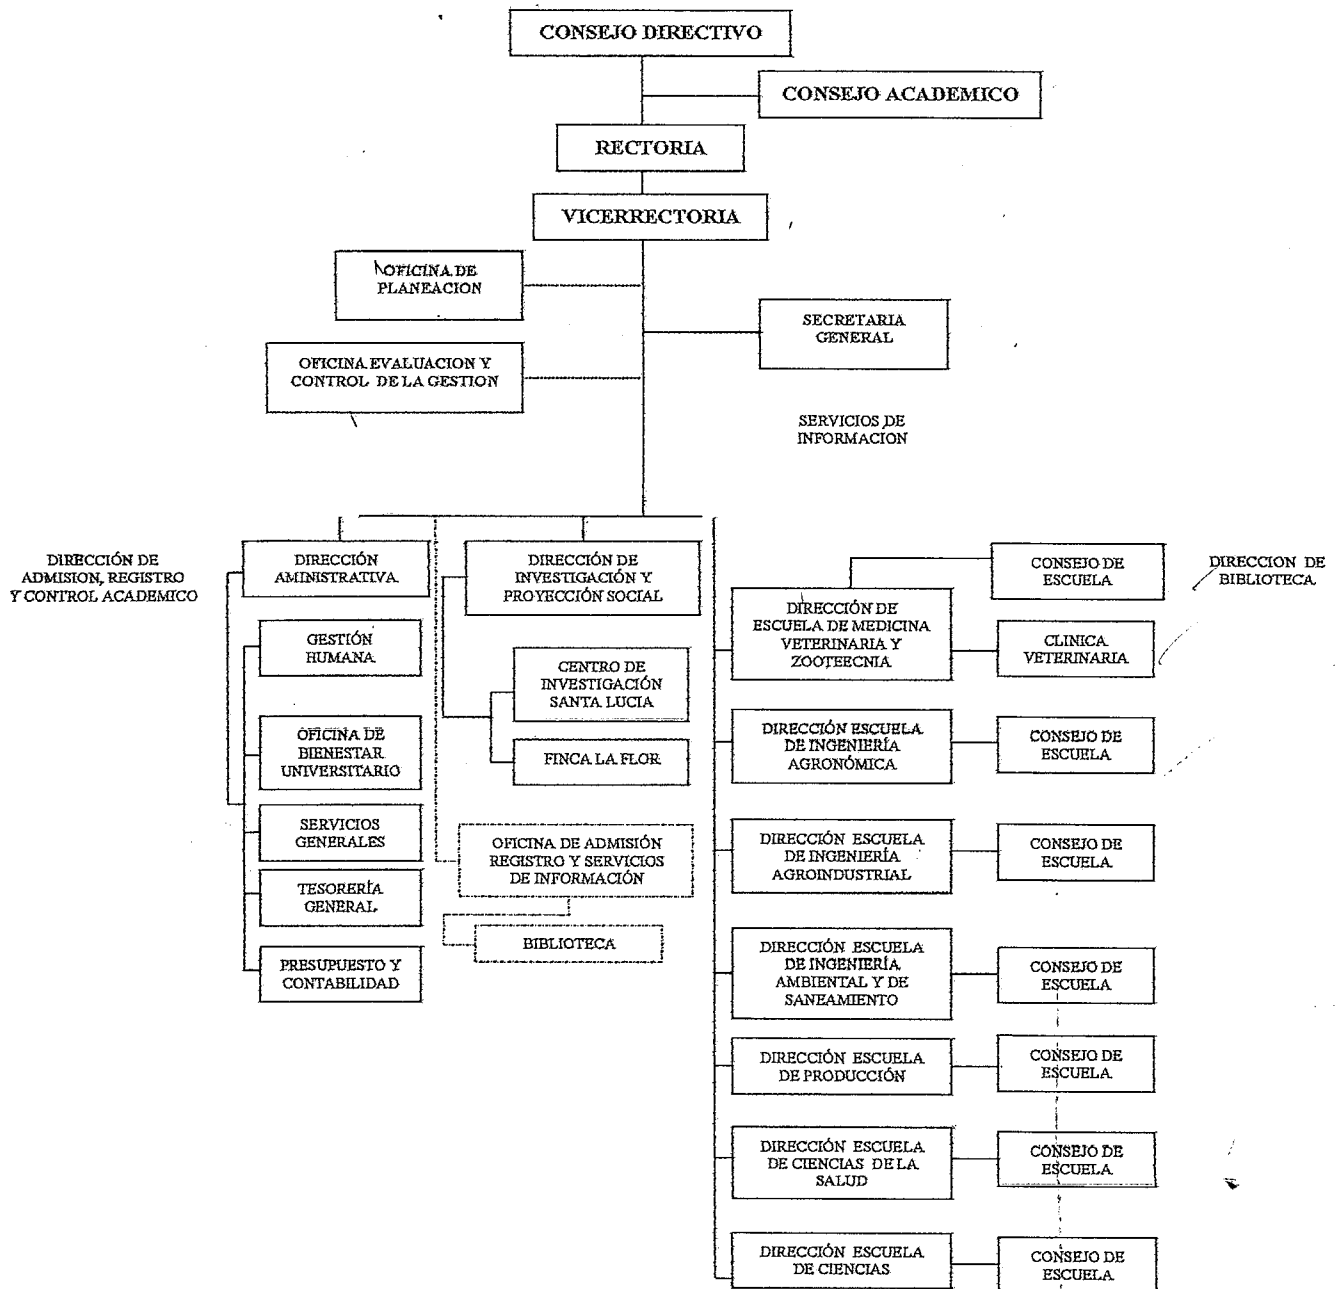 CONSEJO DIRECTIVO
CONSEJO ACADEMICO
RECTORIA
VICERRECTORIA
OFICINA DE
PLANEACION
SECRETARIA
GENERAL
OFICINA EVALUACION Y
CONTROL DE LA GESTION
SERVICIOS DE
INFORMACION
DIRECCIÓN DE
ADMISION, REGISTRO
Y CONTROL ACADEMICO
DIRECCIÓN
AMINISTRATIVA
GESTIÓN
HUMANA
OFICINA DE
BIENESTAR
UNIVERSITARIO
SERVICIOS
GENERALES
TESORERÍA
GENERAL
PRESUPUESTO Y
CONTABILIDAD
DIRECCIÓN DE
INVESTIGACIÓN Y
PROYECCIÓN SOCIAL
CENTRO DE
INVESTIGACIÓN
SANTA LUCIA
FINCA LA FLOR
OFICINA DE ADMISIÓN
REGISTRO Y SERVICIOS
DE INFORMACIÓN
BIBLIOTECA
DIRECCIÓN DE
ESCUELA DE MEDICINA
VETERINARIA Y
ZOOTEECNIA
CONSEJO DE
ESCUELA
CLINICA
VETERINARIA
DIRECCION DE
BIBLIOTECA
DIRECCIÓN ESCUELA
DE INGENIERÍA
AGRONÓMICA
CONSEJO DE
ESCUELA
DIRECCIÓN ESCUELA
DE INGENIERÍA
AGROINDUSTRIAL
CONSEJO DE
ESCUELA
DIRECCIÓN ESCUELA
DE INGENIERÍA
AMBIENTAL Y DE
SANEAMIENTO
CONSEJO DE
ESCUELA
DIRECCIÓN ESCUELA
DE PRODUCCIÓN
CONSEJO DE
ESCUELA
DIRECCIÓN ESCUELA
DE CIENCIAS DE LA
SALUD
CONSEJO DE
ESCUELA
DIRECCIÓN ESCUELA
DE CIENCIAS
CONSEJO DE
ESCUELA